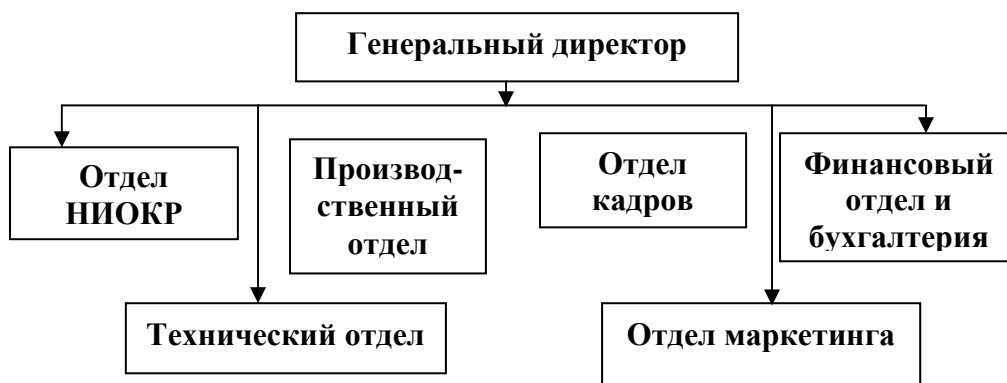 Генеральный директор
Отдел
НИОКР
Производ-
ственный
отдел
Отдел
кадров
Финансовый
отдел и
бухгалтерия
Технический отдел
Отдел маркетинга